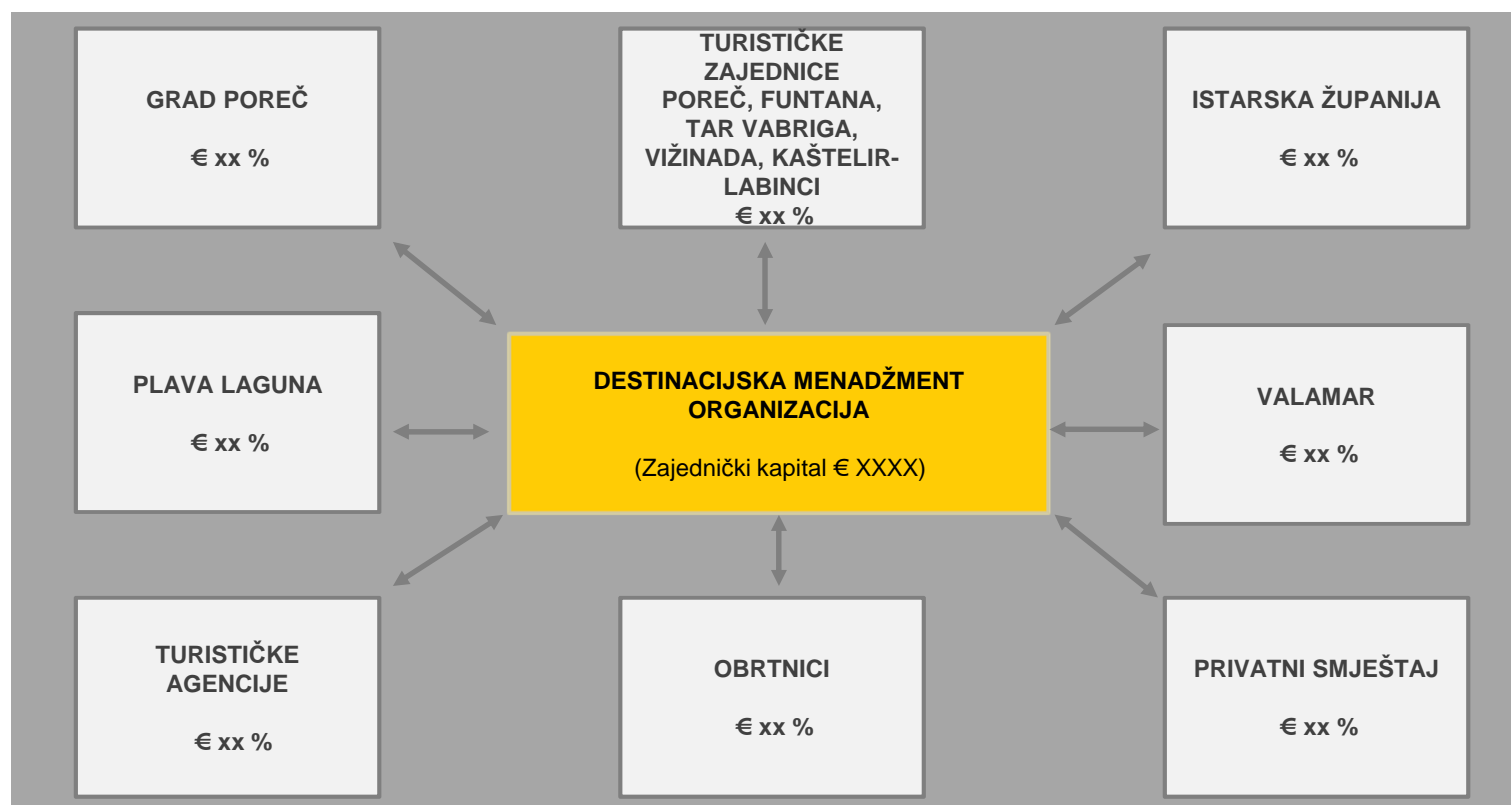 GRAD POREČ
€ xx %
TURISTIČKE
ZAJEDNICE
POREČ, FUNTANA,
TAR VABRIGA,
VIŽINADA, KAŠTELIR-
LABINCI
€ xx %
ISTARSKA ŽUPANIJA
€ xx %
PLAVA LAGUNA
€ xx %
DESTINACIJSKA MENADŽMENT
ORGANIZACIJA
(Zajednički kapital € XXXX)
VALAMAR
€ xx %
TURISTIČKE
AGENCIJE
€ xx %
OBRTNICI
€ xx %
PRIVATNI SMJEŠTAJ
€ xx %